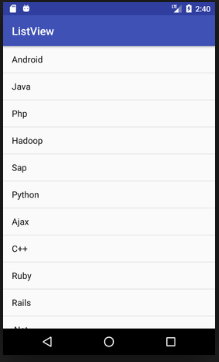 2:40
ListView
Android
Java
Php
Hadoop
Sap
Python
Ajax
C++
Ruby
Rails